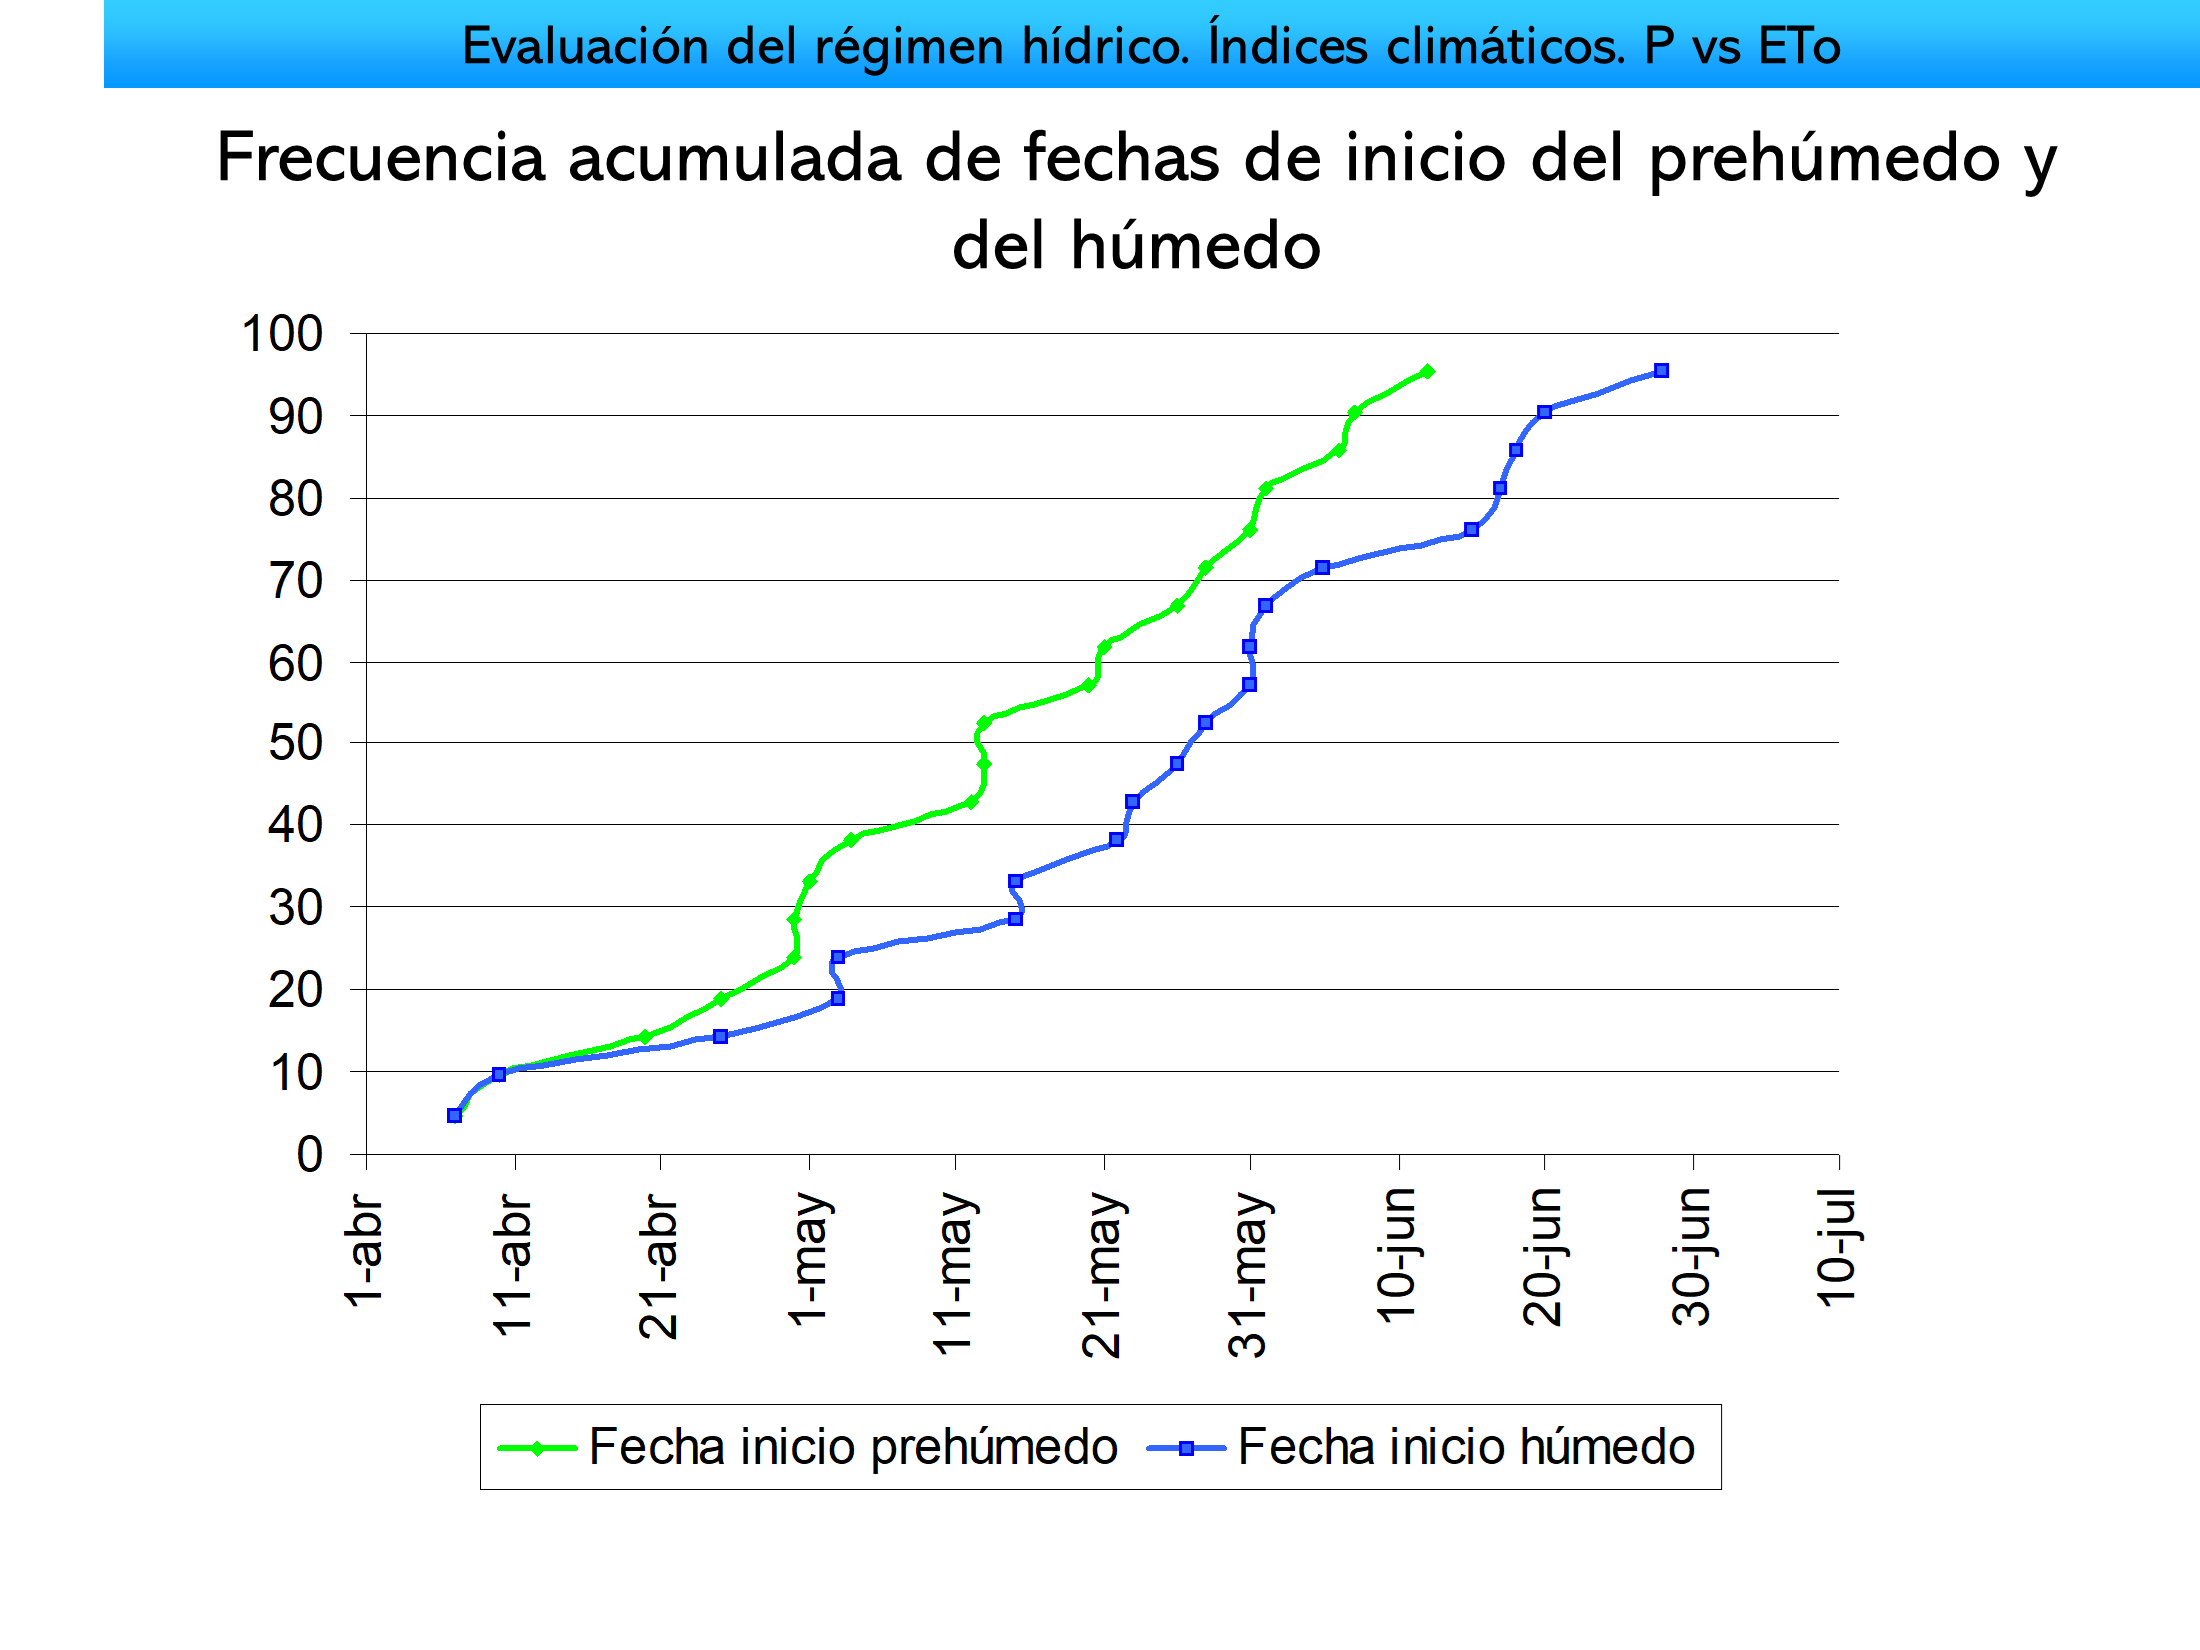 Evaluación del régimen hídrico. Índices climáticos. P vs ETo
Frecuencia acumulada de fechas de inicio del prehúmedo y
del húmedo
100
90
80
70
60
50
40
30
20
10
0
1-abr
11-abr
21-abr
1-may
11-may
21-may
31-may
10-jun
20-jun
30-jun
10-jul
Fecha inicio prehúmedo
Fecha inicio húmedo